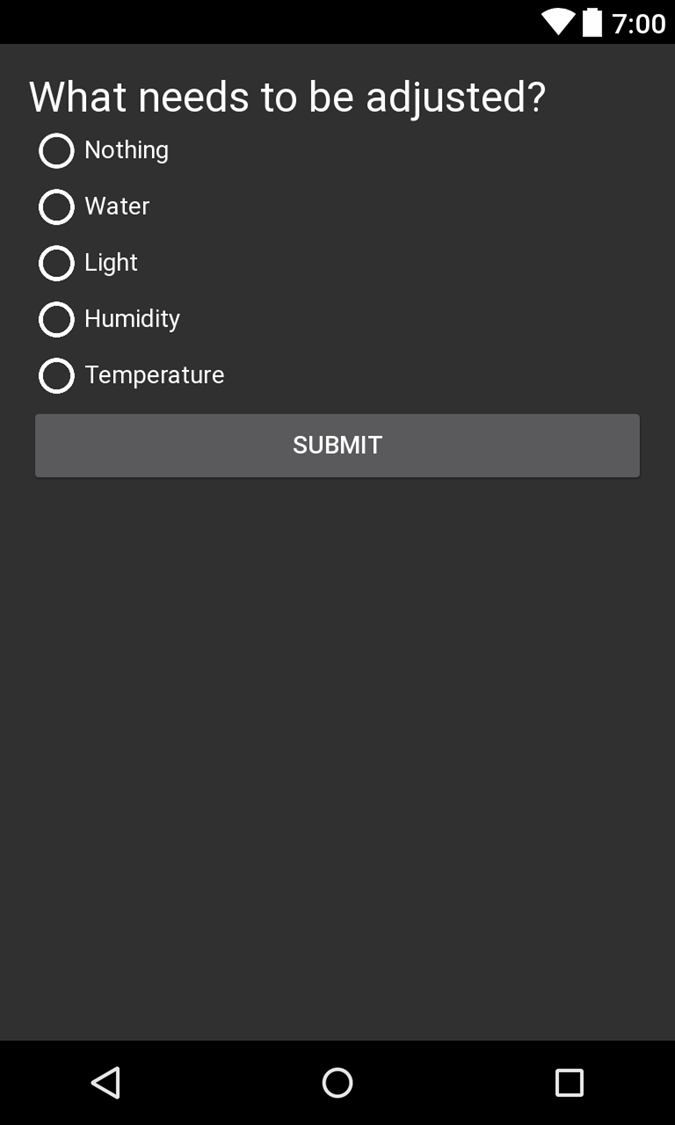 7:00
What needs to be adjusted?
Nothing
Water
Light
Humidity
Temperature
SUBMIT